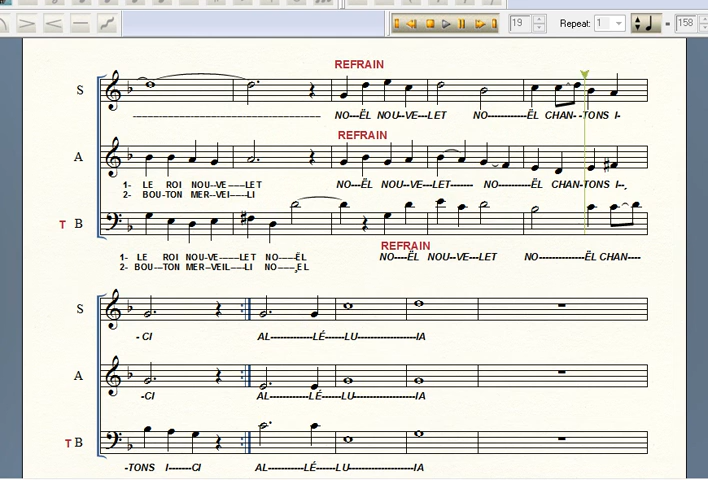 19 Repeat: 1 = 158
REFRAIN
S
NO---ËL NOU--VE---LET NO-----------ËL CHAN- -TONS I-
REFRAIN
A
1- LE ROI NOU--VE----LET NO---ËL NOU--VE---LET------- NO----------ËL CHAN-TONS I--,
2- BOU-TON MER--VEI----LI
T B
REFRAIN
1- LE ROI NOU-VE-----LET NO----ËL NO----ËL NOU--VE---LET NO------------ËL CHAN----
2- BOU---TON MER-VEIL---LI NO----,EL
S
- CI AL-----------LÉ-----LU------------IA
A
-CI AL-----------LÉ-----LU----------------IA
T B
-TONS I-------CI AL-----------LÉ-----LU----------------IA